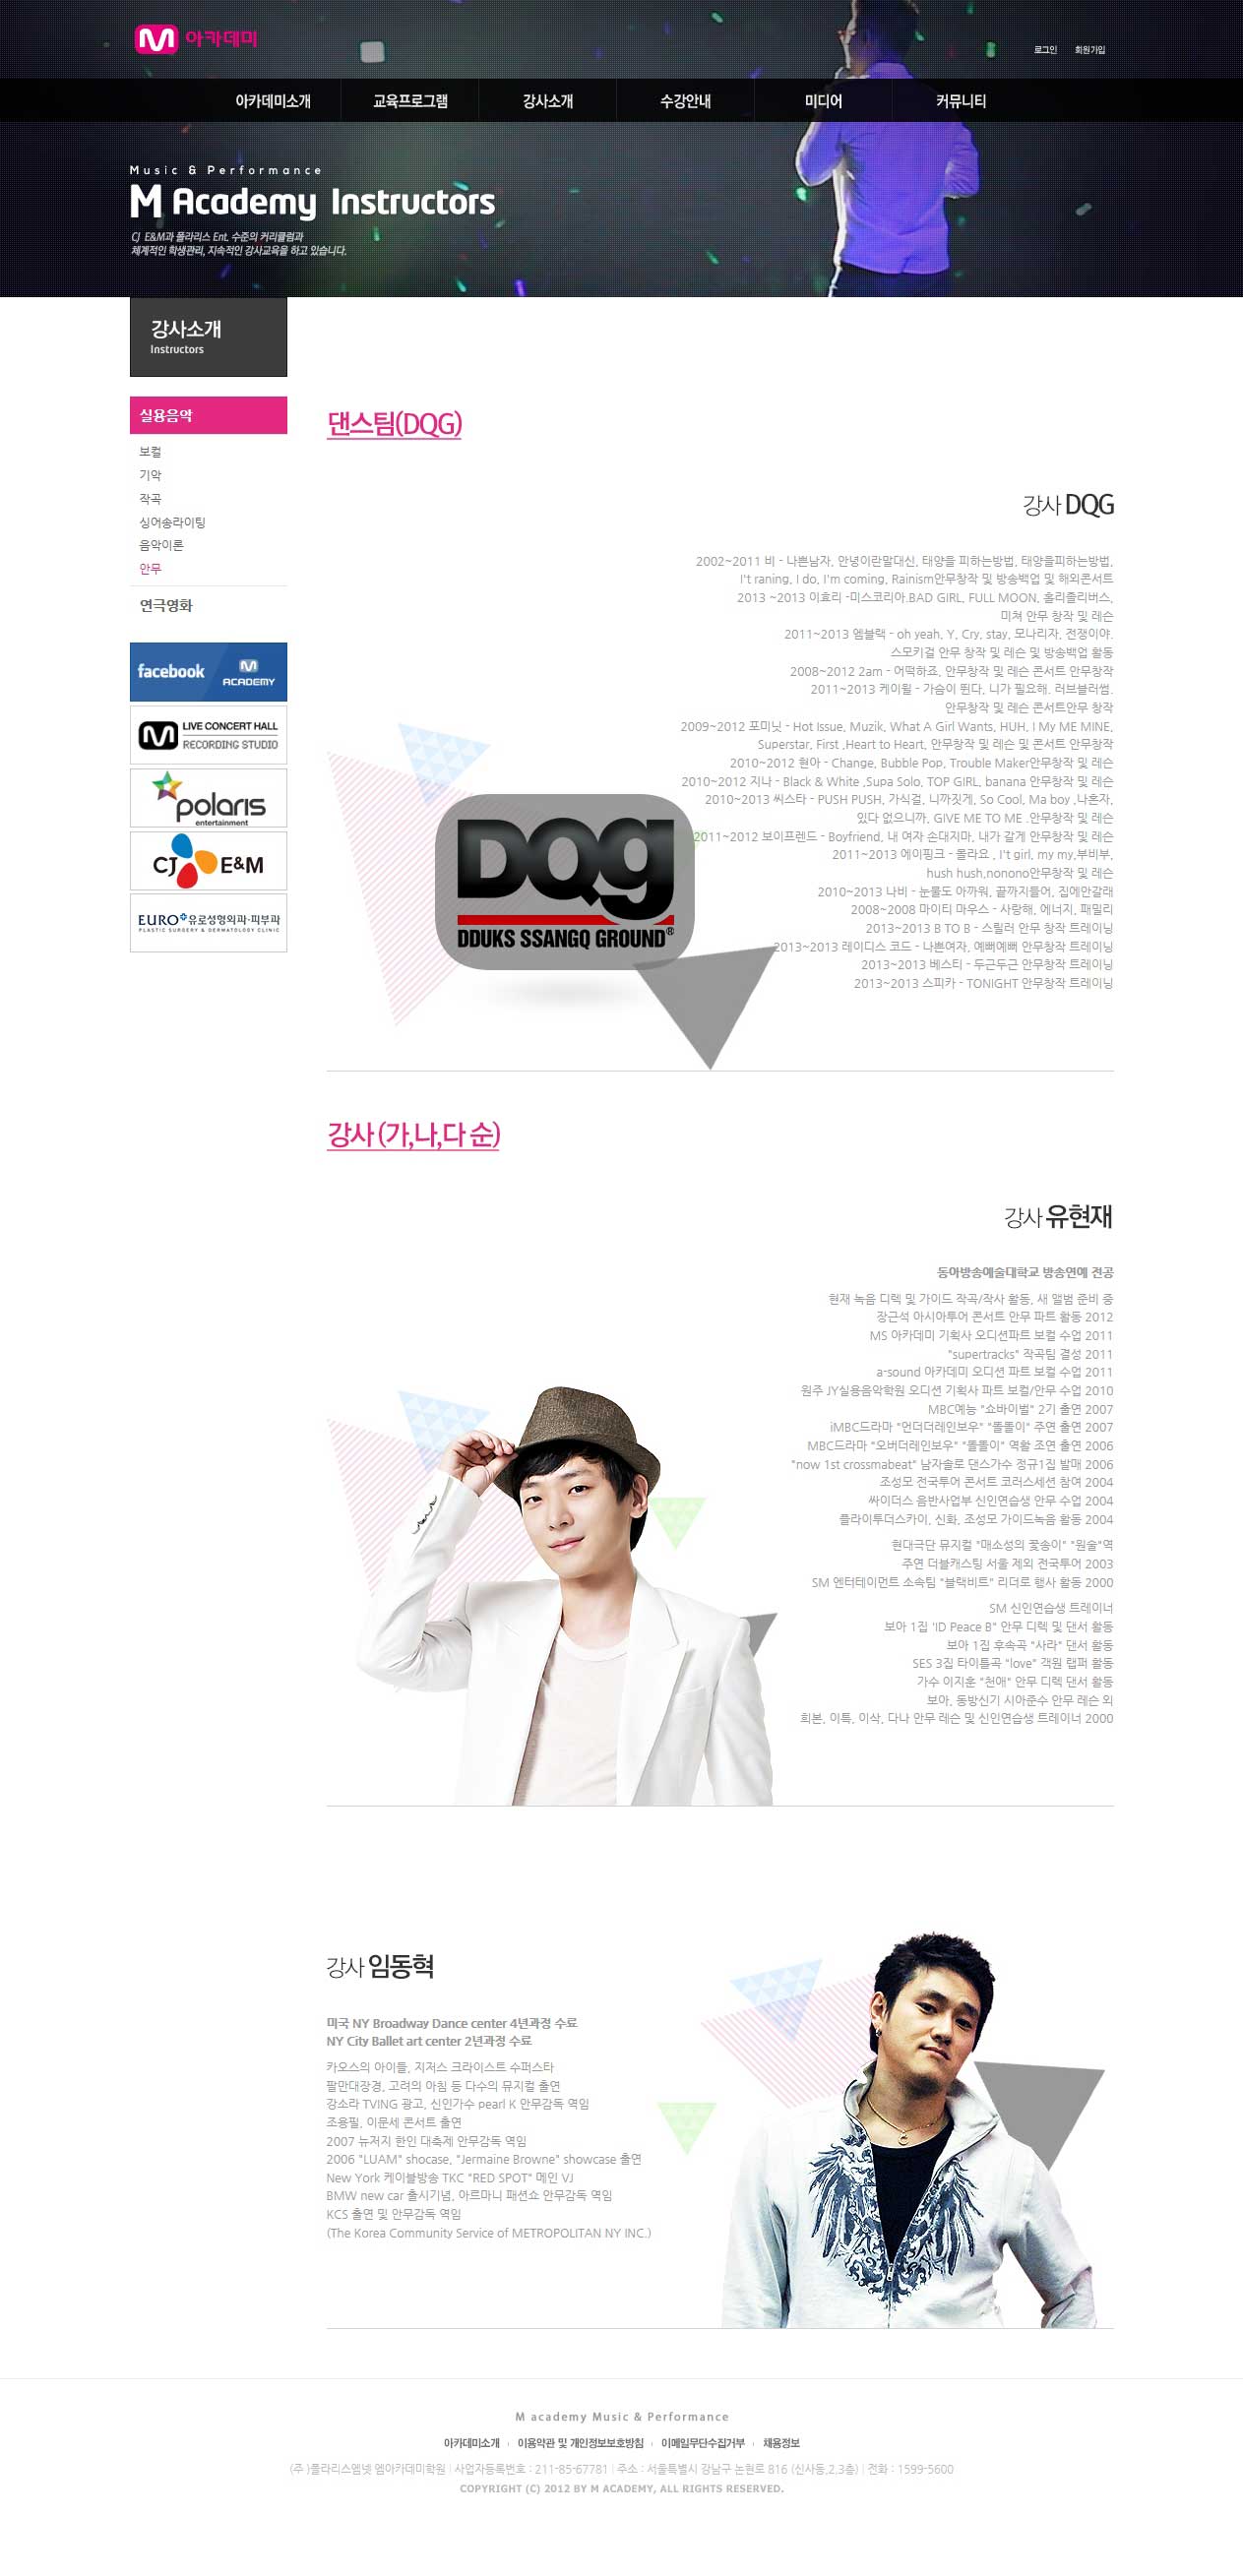 M 아카데미
로그인 회원가입
아카데미소개 교육프로그램 강사소개 수강안내 미디어 커뮤니티
Music & Performance
M Academy Instructors
CJ E&M과 폴라리스 Ent. 수준의 커리큘럼과
체계적인 학생관리, 지속적인 강사교육을 하고 있습니다.
강사소개
Instructors
실용음악
보컬
기악
작곡
싱어송라이팅
음악이론
안무
연극영화
facebook M ACADEMY
M LIVE CONCERT HALL
RECORDING STUDIO
polaris
entertainment
CJ E&M
EURO+유로성형외과·피부과
PLASTIC SURGERY & DERMATOLOGY CLINIC
댄스팀(DQG)
강사 DQG
2002~2011 비 - 나쁜남자, 안녕이란말대신, 태양을 피하는방법, 태양을피하는방법,
I't raning, I do, I'm coming, Rainism안무창작 및 방송백업 및 해외콘서트
2013 ~2013 이효리 -미스코리아.BAD GIRL, FULL MOON, 홀리졸리버스,
미쳐 안무 창작 및 레슨
2011~2013 엠블랙 - oh yeah, Y, Cry, stay, 모나리자, 전쟁이야.
스모키걸 안무 창작 및 레슨 및 방송백업 활동
2008~2012 2am - 어떡하죠, 안무창작 및 레슨 콘서트 안무창작
2011~2013 케이윌 - 가슴이 뛴다, 니가 필요해. 러브블러썸.
안무창작 및 레슨 콘서트안무 창작
2009~2012 포미닛 - Hot Issue, Muzik, What A Girl Wants, HUH, I My ME MINE,
Superstar, First ,Heart to Heart, 안무창작 및 레슨 및 콘서트 안무창작
2010~2012 현아 - Change, Bubble Pop, Trouble Maker안무창작 및 레슨
2010~2012 지나 - Black & White ,Supa Solo, TOP GIRL, banana 안무창작 및 레슨
2010~2013 씨스타 - PUSH PUSH, 가식걸, 니까짓게, So Cool, Ma boy ,나혼자,
있다 없으니까, GIVE ME TO ME .안무창작 및 레슨
2011~2012 보이프렌드 - Boyfriend, 내 여자 손대지마, 내가 갈게 안무창작 및 레슨
2011~2013 에이핑크 - 몰라요 , I't girl, my my,부비부,
hush hush,nonono안무창작 및 레슨
2010~2013 나비 - 눈물도 아까워, 끝까지들어, 집에안갈래
2008~2008 마이티 마우스 - 사랑해, 에너지, 패밀리
2013~2013 B TO B - 스릴러 안무 창작 트레이닝
2013~2013 레이디스 코드 - 나쁜여자, 예뻐예뻐 안무창작 트레이닝
2013~2013 베스티 - 두근두근 안무창작 트레이닝
2013~2013 스피카 - TONIGHT 안무창작 트레이닝
DQg
DDUKS SSANGQ GROUND®
강사 (가,나,다 순)
강사 유현재
동아방송예술대학교 방송연예 전공
현재 녹음 디렉 및 가이드 작곡/작사 활동, 새 앨범 준비 중
장근석 아시아투어 콘서트 안무 파트 활동 2012
MS 아카데미 기획사 오디션파트 보컬 수업 2011
"supertracks" 작곡팀 결성 2011
a-sound 아카데미 오디션 파트 보컬 수업 2011
원주 JY실용음악학원 오디션 기획사 파트 보컬/안무 수업 2010
MBC예능 "쇼바이벌" 2기 출연 2007
iMBC드라마 "언더더레인보우" "똘똘이" 주연 출연 2007
MBC드라마 "오버더레인보우" "똘똘이" 역할 조연 출연 2006
"now 1st crossmabeat" 남자솔로 댄스가수 정규1집 발매 2006
조성모 전국투어 콘서트 코러스세션 참여 2004
싸이더스 음반사업부 신인연습생 안무 수업 2004
플라이투더스카이, 신화, 조성모 가이드녹음 활동 2004
현대극단 뮤지컬 "매소성의 꽃송이" "원술"역
주연 더블캐스팅 서울 제외 전국투어 2003
SM 엔터테이먼트 소속팀 "블랙비트" 리더로 행사 활동 2000
SM 신인연습생 트레이너
보아 1집 'ID Peace B" 안무 디렉 및 댄서 활동
보아 1집 후속곡 "사라" 댄서 활동
SES 3집 타이틀곡 "love" 객원 랩퍼 활동
가수 이지훈 "천애" 안무 디렉 댄서 활동
보아, 동방신기 시아준수 안무 레슨 외
희본, 이특, 이삭, 다나 안무 레슨 및 신인연습생 트레이너 2000
강사 임동혁
미국 NY Broadway Dance center 4년과정 수료
NY City Ballet art center 2년과정 수료
카오스의 아이들, 지저스 크라이스트 수퍼스타
팔만대장경, 고려의 아침 등 다수의 뮤지컬 출연
강소라 TVING 광고, 신인가수 pearl K 안무감독 역임
조용필, 이문세 콘서트 출연
2007 뉴저지 한인 대축제 안무감독 역임
2006 "LUAM" shocase, "Jermaine Browne" showcase 출연
New York 케이블방송 TKC "RED SPOT" 메인 VJ
BMW new car 출시기념, 아르마니 패션쇼 안무감독 역임
KCS 출연 및 안무감독 역임
(The Korea Community Service of METROPOLITAN NY INC.)
M academy Music & Performance
아카데미소개 | 이용약관 및 개인정보보호방침 | 이메일무단수집거부 | 채용정보
(주 )폴라리스엠넷 엠아카데미학원 | 사업자등록번호 : 211-85-67781 | 주소 : 서울특별시 강남구 논현로 816 (신사동,2,3층) | 전화 : 1599-5600
COPYRIGHT (C) 2012 BY M ACADEMY, ALL RIGHTS RESERVED.